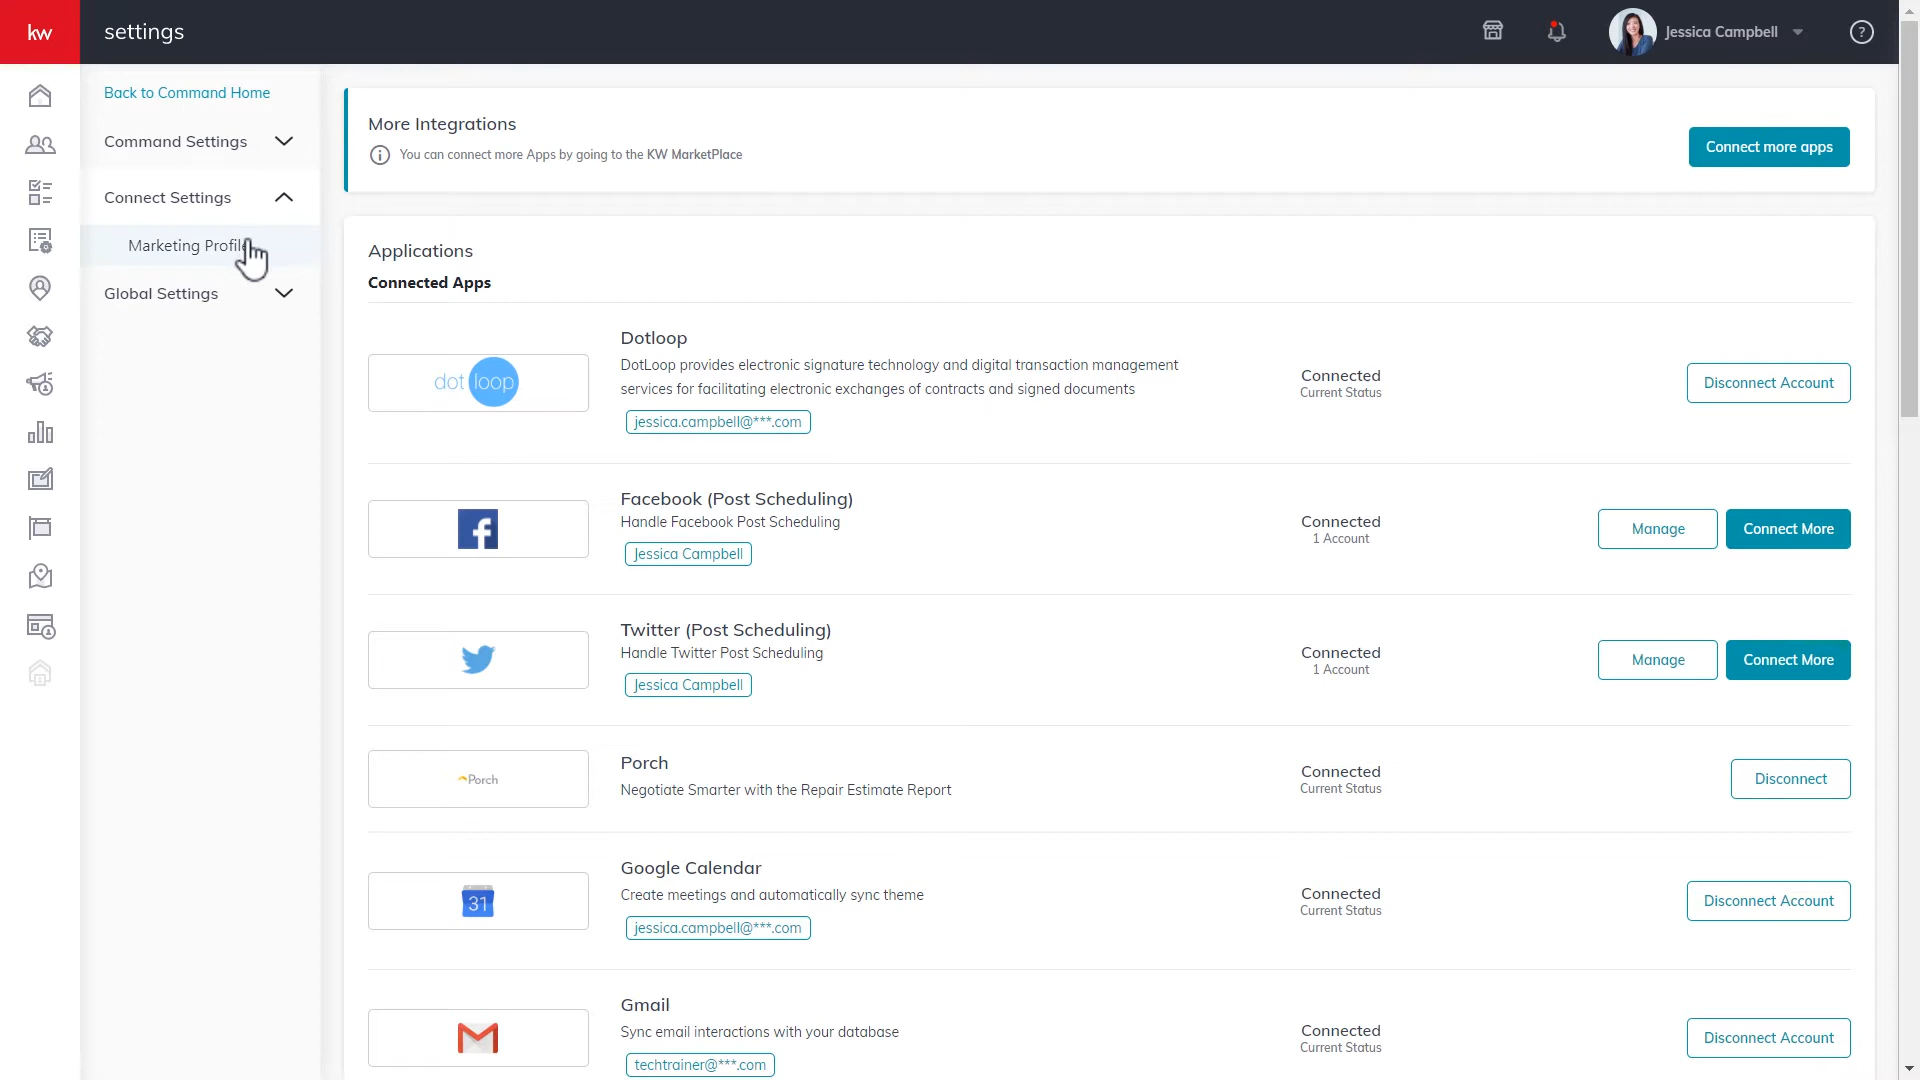 kw
settings
Jessica Campbell
?
Back to Command Home
Command Settings
Connect Settings
Marketing Profile
Global Settings
More Integrations
You can connect more Apps by going to the KW MarketPlace
Connect more apps
Applications
Connected Apps
dot loop
Dotloop
DotLoop provides electronic signature technology and digital transaction management
services for facilitating electronic exchanges of contracts and signed documents
jessica.campbell@***.com
Connected
Current Status
Disconnect Account
Facebook (Post Scheduling)
Handle Facebook Post Scheduling
Jessica Campbell
Connected
1 Account
Manage
Connect More
Twitter (Post Scheduling)
Handle Twitter Post Scheduling
Jessica Campbell
Connected
1 Account
Manage
Connect More
Porch
Porch
Negotiate Smarter with the Repair Estimate Report
Connected
Current Status
Disconnect
31
Google Calendar
Create meetings and automatically sync theme
jessica.campbell@***.com
Connected
Current Status
Disconnect Account
Gmail
Sync email interactions with your database
techtrainer@***.com
Connected
Current Status
Disconnect Account